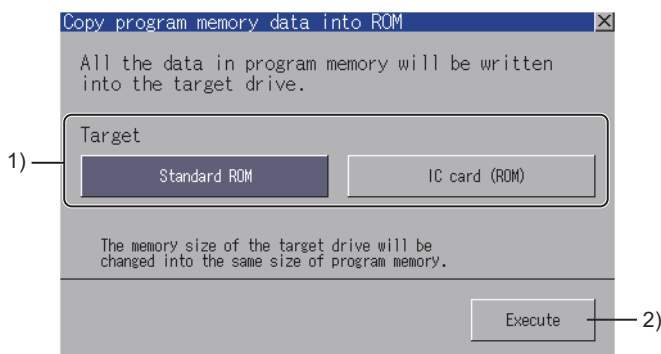 Copy program memory data into ROM
All the data in program memory will be written
into the target drive.
Target
1)
Standard ROM
IC card (ROM)
The memory size of the target drive will be
changed into the same size of program memory.
Execute
2)